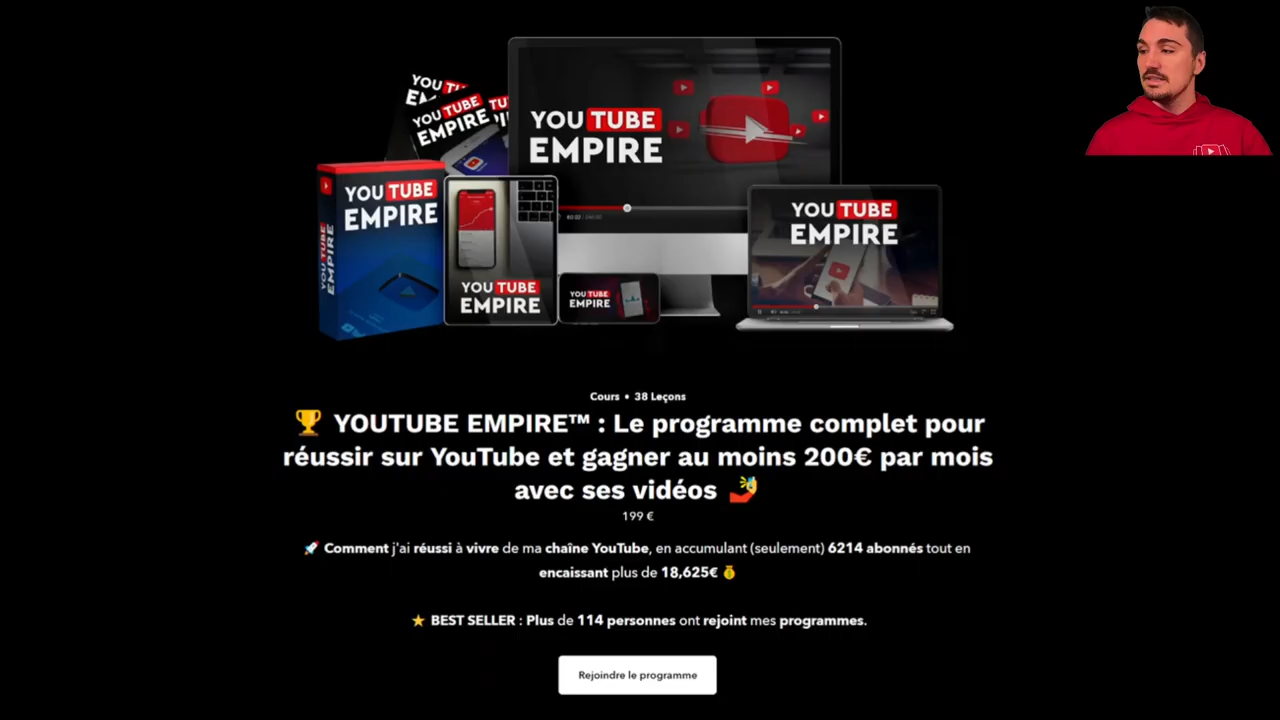 YOU TUBE
EMPIRE
YOU TUBE
EMPIRE
YOU TUBE
EMPIRE
YOU TUBE
EMPIRE
YOU TUBE
EMPIRE
YOU TUBE
EMPIRE
YOU TUBE
EMPIRE
Cours • 38 Leçons
🏆 YOUTUBE EMPIRE™ : Le programme complet pour
réussir sur YouTube et gagner au moins 200€ par mois
avec ses vidéos 🤳
199 €
🚀 Comment j'ai réussi à vivre de ma chaîne YouTube, en accumulant (seulement) 6214 abonnés tout en
encaissant plus de 18,625€ 💰
⭐ BEST SELLER : Plus de 114 personnes ont rejoint mes programmes.
Rejoindre le programme